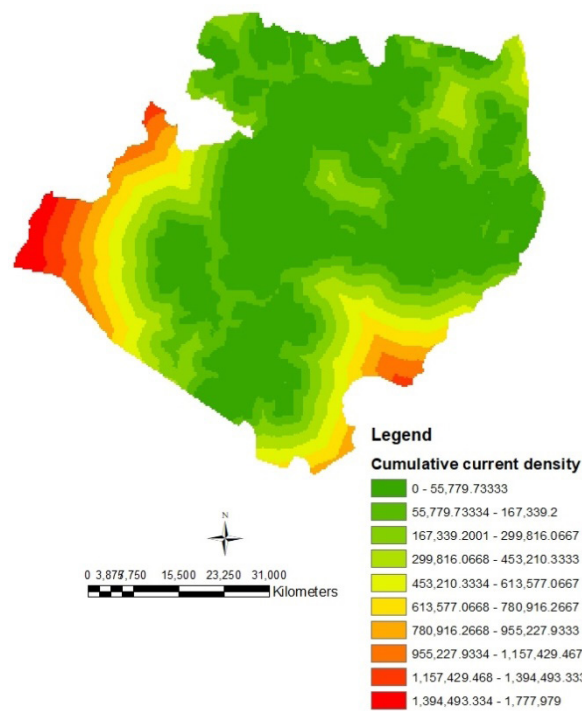 Legend
Cumulative current density
0 - 55,779.73333
55,779.73334 - 167,339.2
167,339.2001 - 299,816.0667
299,816.0668 - 453,210.3333
453,210.3334 - 613,577.0667
613,577.0668 - 780,916.2667
780,916.2668 - 955,227.9333
955,227.9334 - 1,157,429.467
1,157,429.468 - 1,394,493.333
1,394,493.334 - 1,777,979
N
0 3,875 7,750 15,500 23,250 31,000
Kilometers